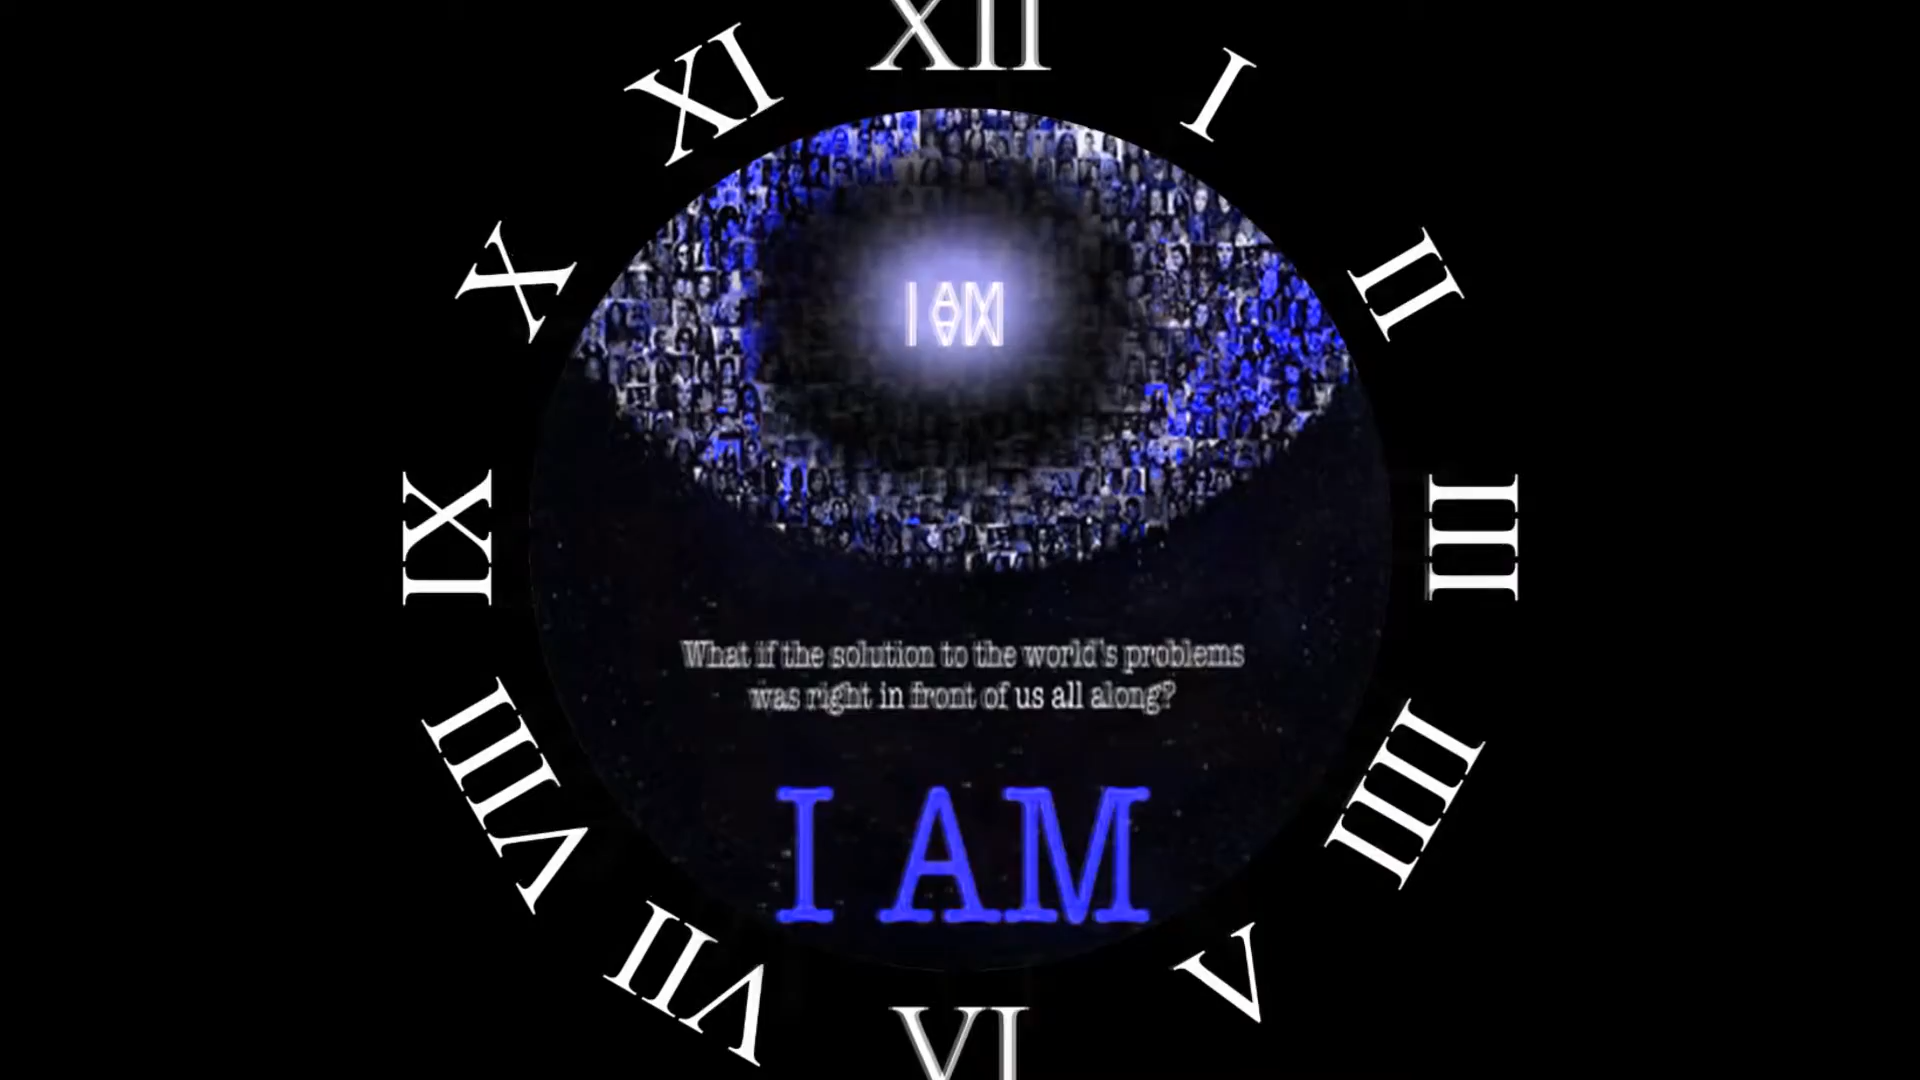 XII
XI
I
X
II
I AM
IX
III
What if the solution to the world's problems
was right in front of us all along?
VIII
IIII
I AM
VII
V
VI